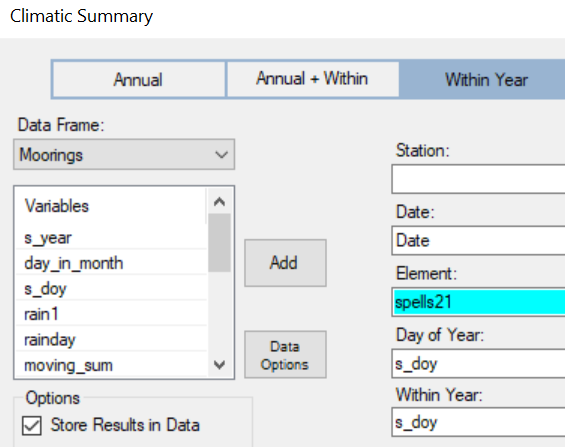 Climatic Summary
Annual
Annual + Within
Within Year
Data Frame:
Moorings
Variables
s_year
day_in_month
s_doy
rain1
rainday
moving_sum
Add
Data
Options
Options
Store Results in Data
Station:
Date:
Date
Element:
spells21
Day of Year:
s_doy
Within Year:
s_doy